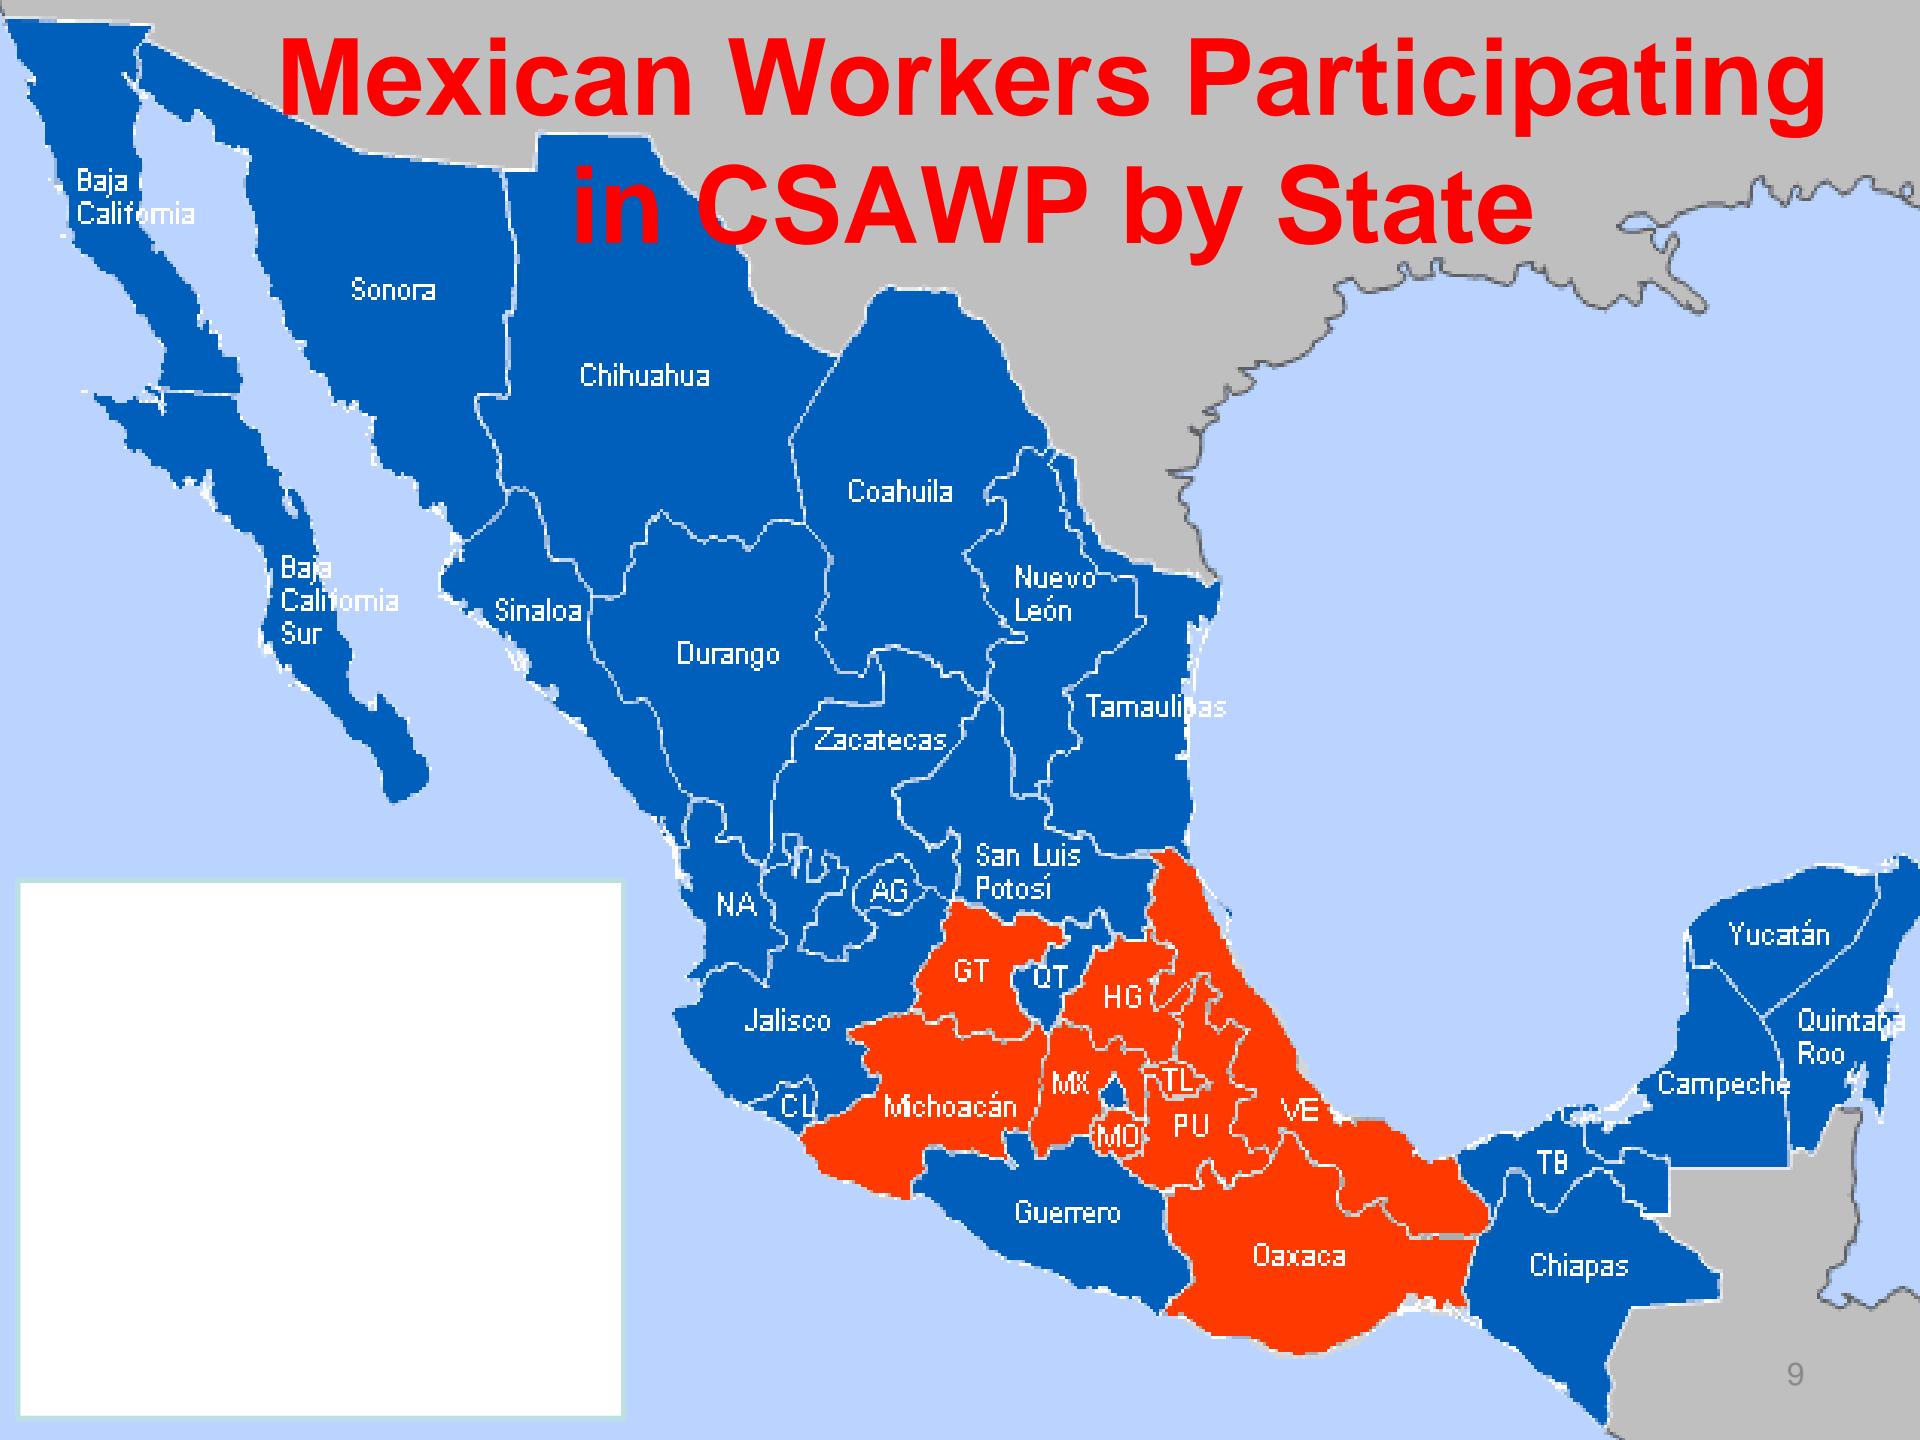 Mexican Workers Participating
in CSAWP by State
Baja
California
Sonora
Chihuahua
Coahuila
Baja
California
Sur
Sinaloa
Nuevo
León
Durango
Tamaulipas
Zacatecas
San Luis
Potosí
AG
NA
GT
QT
HG
Jalisco
Yucatán
Quintana
Roo
Campeche
CL
Michoacán
MX
TL
MO
PU
VE
TB
Guerrero
Oaxaca
Chiapas
9